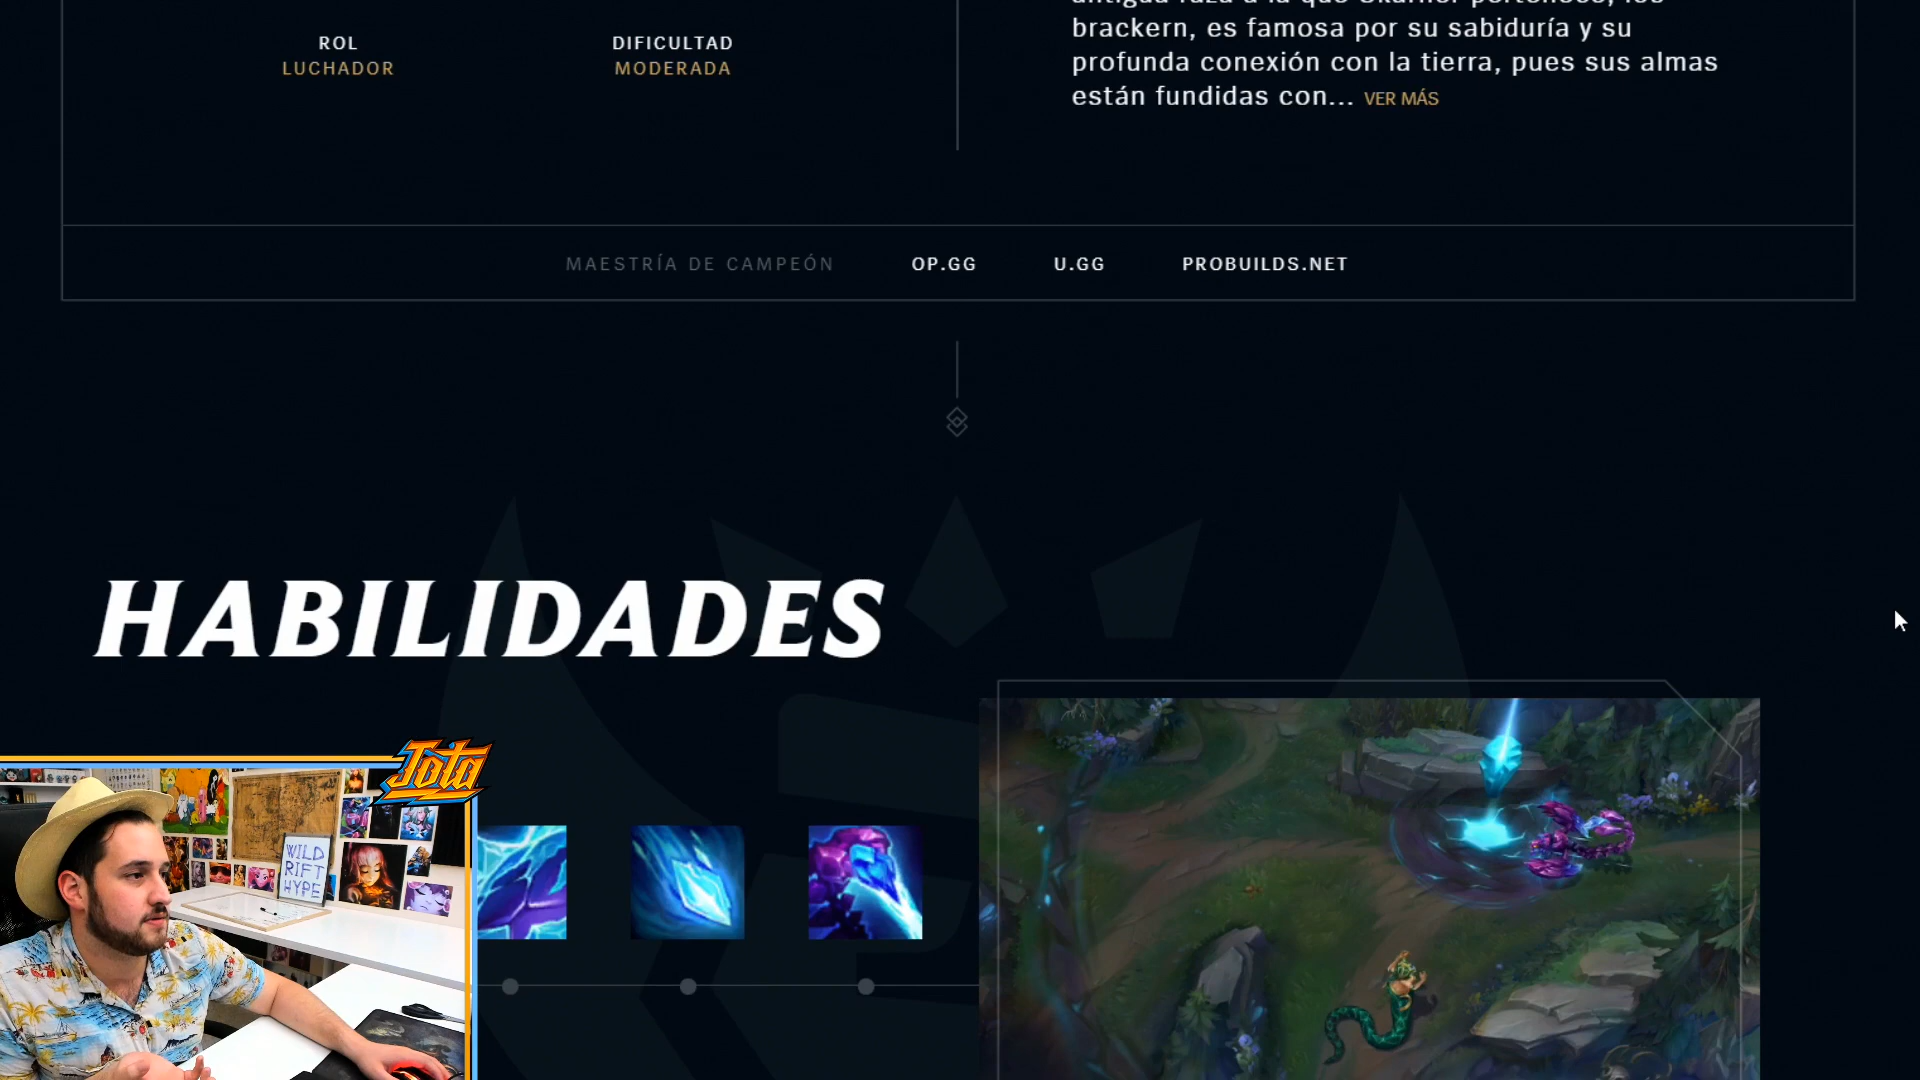 ROL
LUCHADOR
DIFICULTAD
MODERADA
brackern, es famosa por su sabiduría y su
profunda conexión con la tierra, pues sus almas
están fundidas con... VER MÁS
MAESTRÍA DE CAMPEÓN
OP.GG
U.GG
PROBUILDS.NET
HABILIDADES
Jota
WILD
RIFT
HYPE